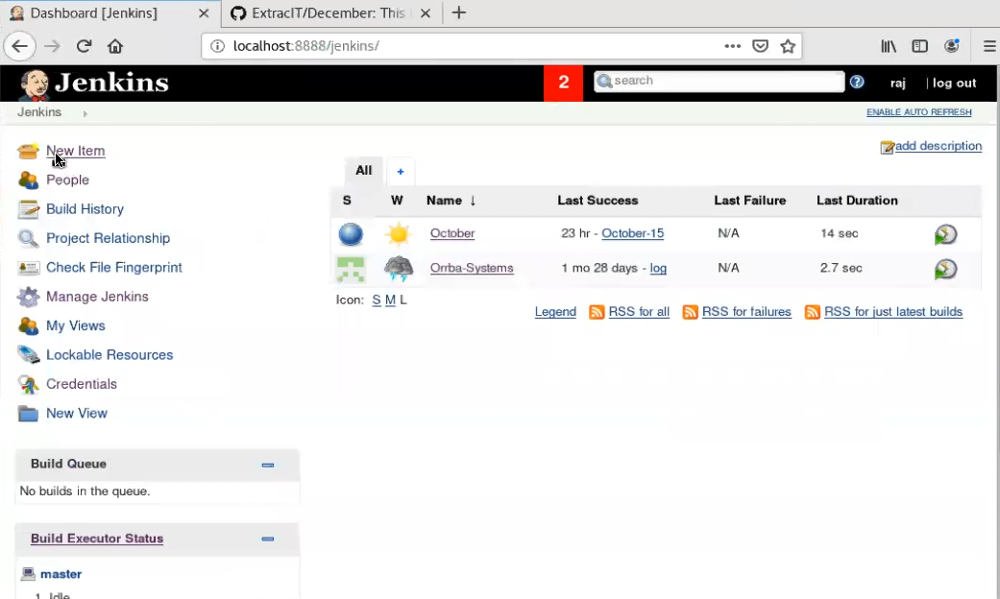 Dashboard [Jenkins] × ExtracIT/December: This × +
localhost:8888/jenkins/
Jenkins 2 search raj | log out
Jenkins ENABLE AUTO REFRESH
add description
New Item
People
Build History
Project Relationship
Check File Fingerprint
Manage Jenkins
My Views
Lockable Resources
Credentials
New View
All +
S W Name ↓ Last Success Last Failure Last Duration
October 23 hr - October-15 N/A 14 sec
Orrba-Systems 1 mo 28 days - log N/A 2.7 sec
Icon: S M L
Legend RSS for all RSS for failures RSS for just latest builds
Build Queue
No builds in the queue.
Build Executor Status
master
1 Idle